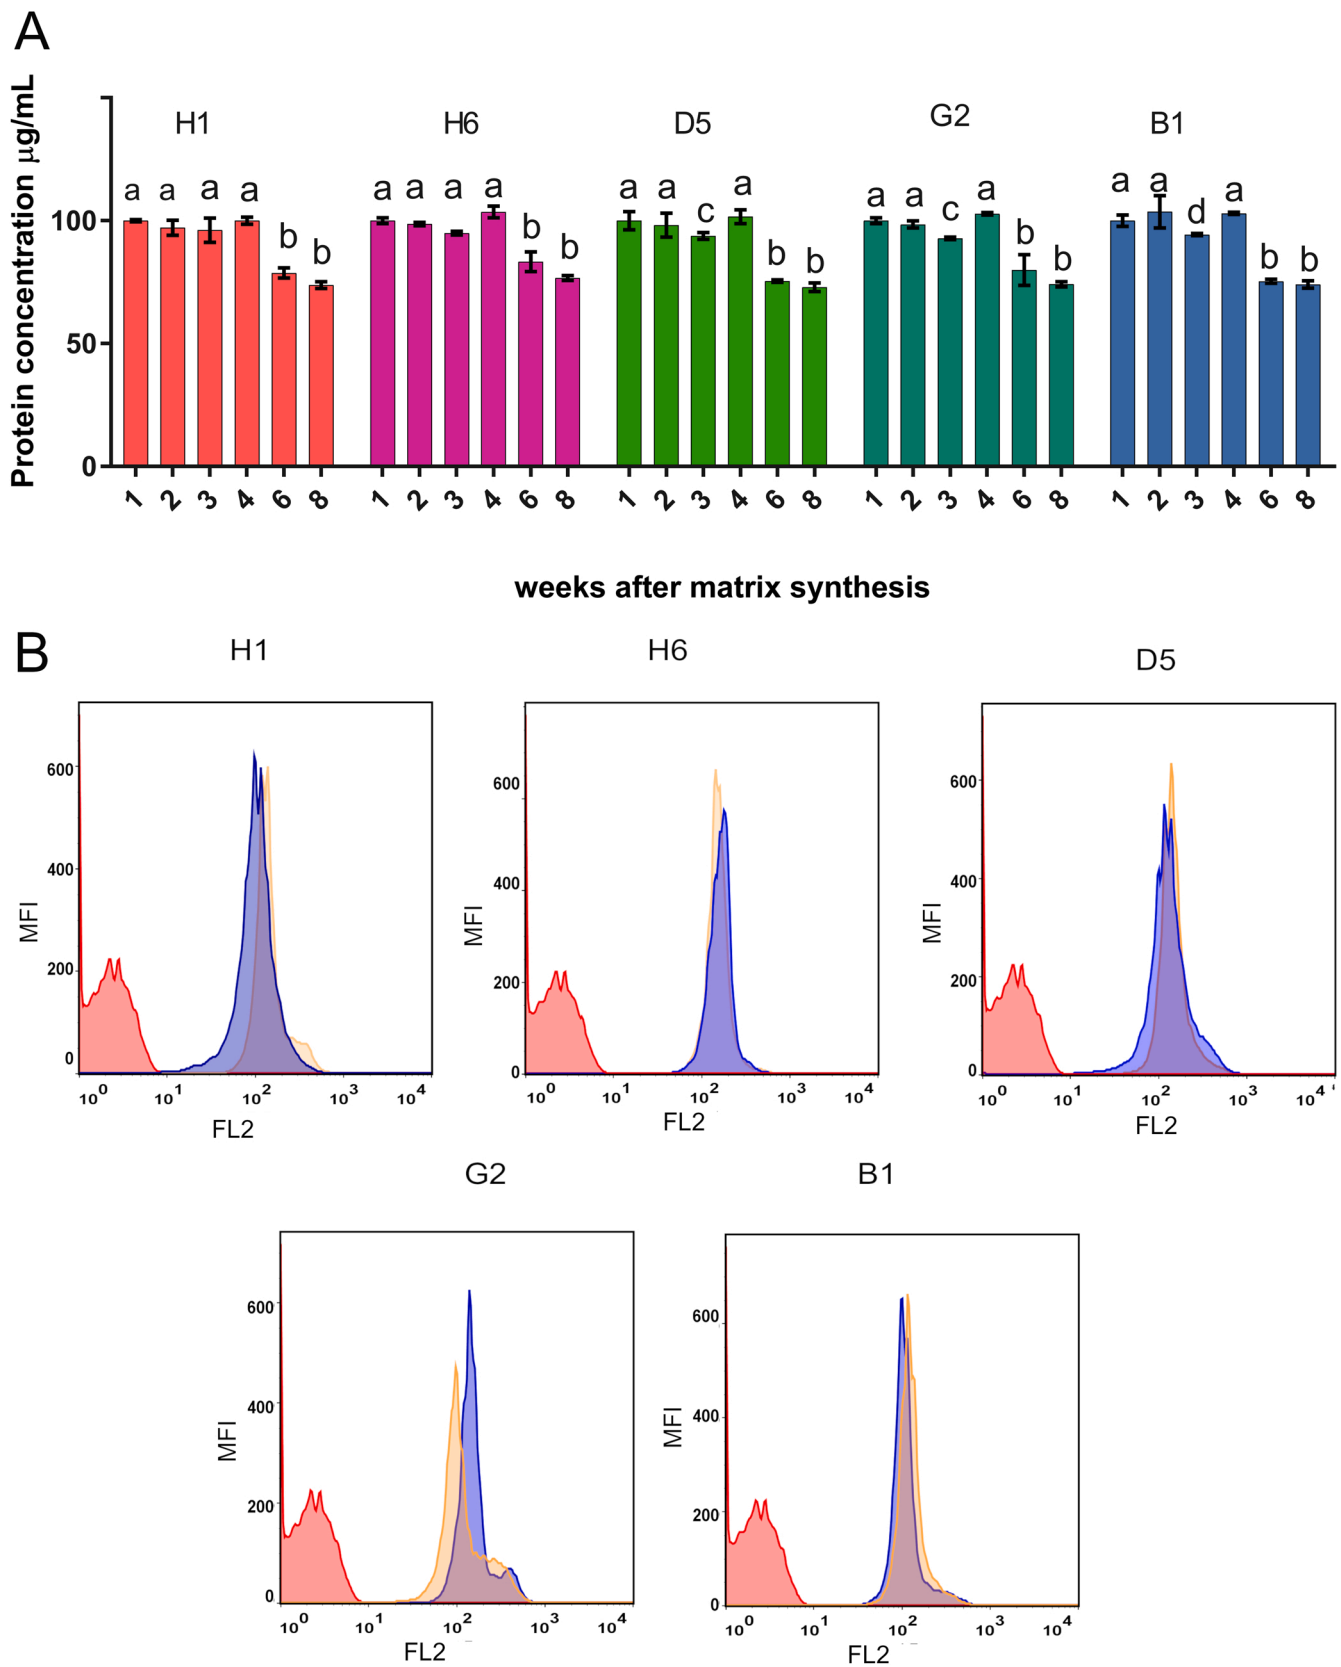 A
Protein concentration µg/mL
H1 H6 D5 G2 B1
a a a a b b a a a a b b a a c a b b a a c a b b a a d a b b
100
50
0
1 2 3 4 6 8 1 2 3 4 6 8 1 2 3 4 6 8 1 2 3 4 6 8 1 2 3 4 6 8
weeks after matrix synthesis
B
H1
600
400
200
0
MFI
10⁰ 10¹ 10² 10³ 10⁴
FL2
H6
600
400
200
0
MFI
10⁰ 10¹ 10² 10³ 10⁴
FL2
D5
600
400
200
0
MFI
10⁰ 10¹ 10² 10³ 10⁴
FL2
G2
600
400
200
0
MFI
10⁰ 10¹ 10² 10³ 10⁴
FL2
B1
600
400
200
0
MFI
10⁰ 10¹ 10² 10³ 10⁴
FL2